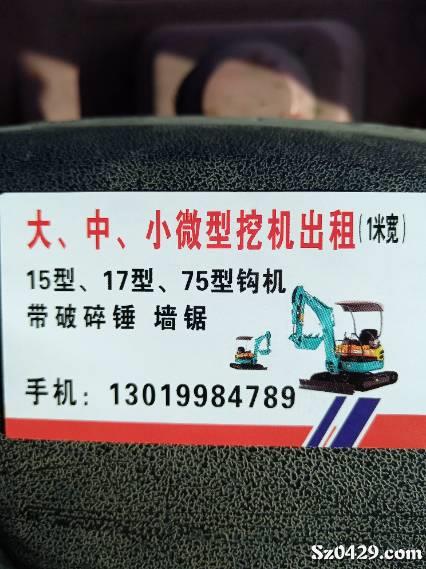 大、中、小微型挖机出租(1米宽)
15型、17型、75型钩机
带破碎锤 墙锯
手机：13019984789
Sz0429.com